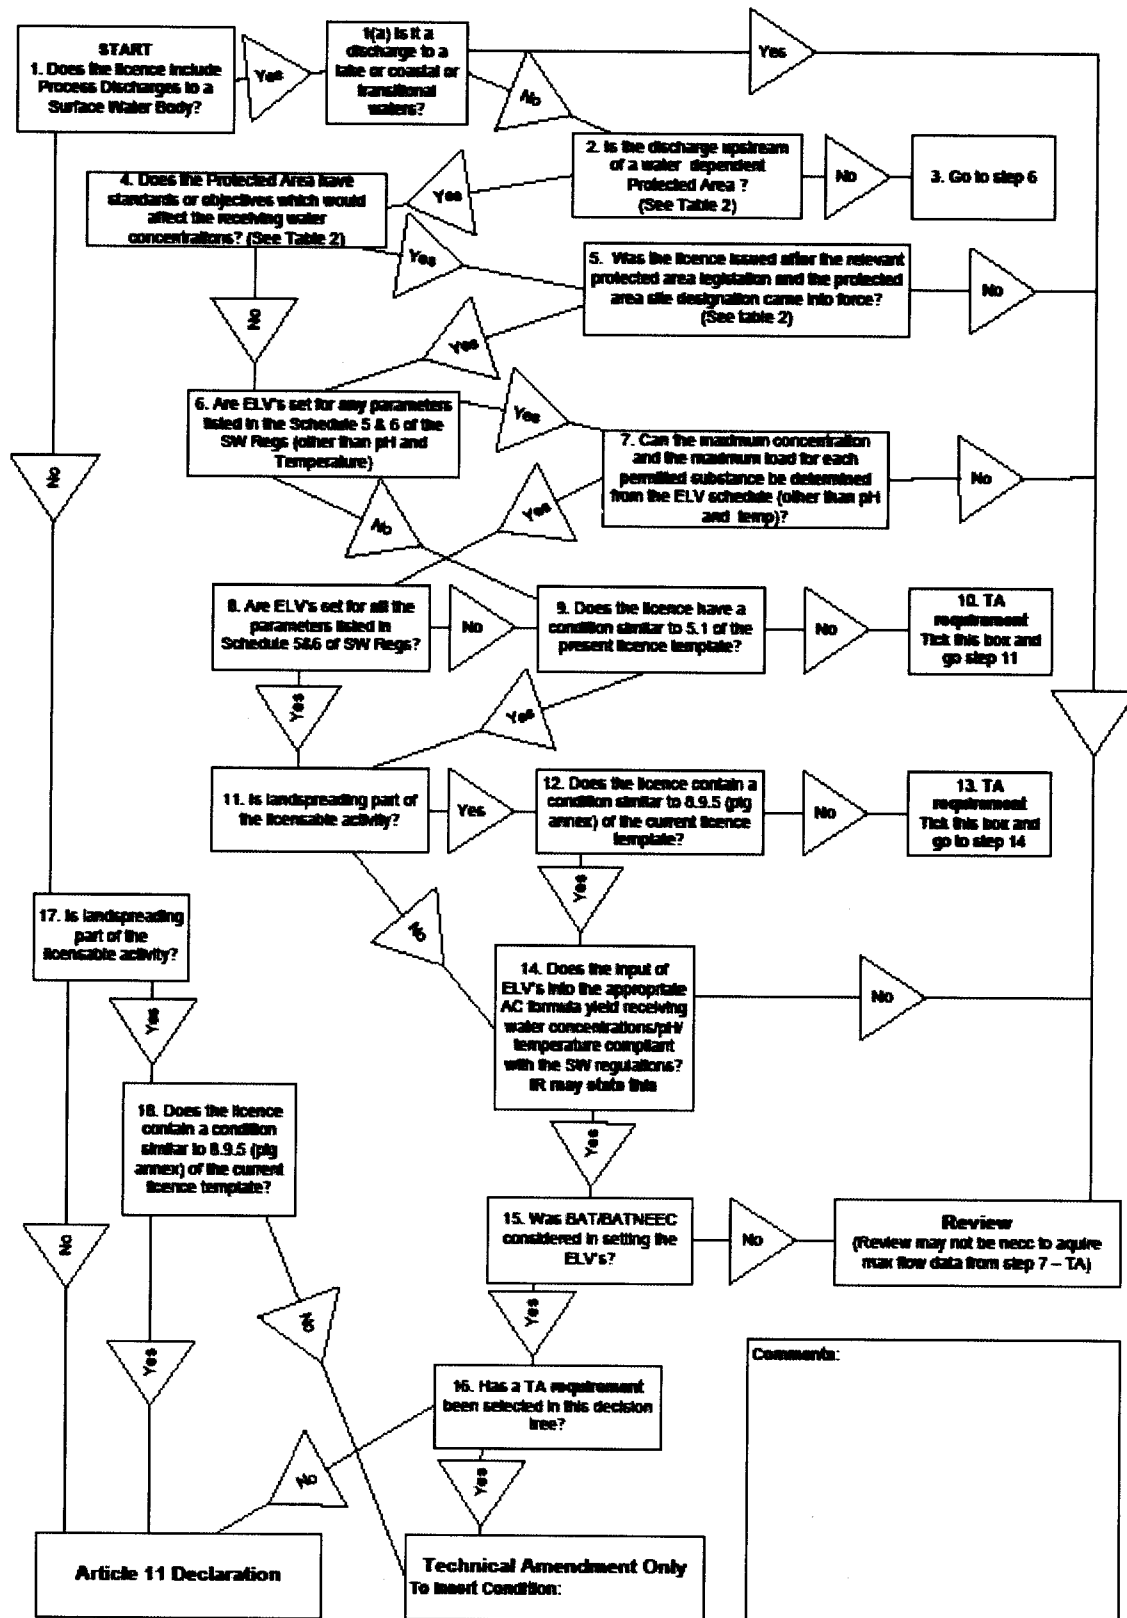 START
1. Does the licence include
Process Discharges to a
Surface Water Body?
Yes
1(a) Is it a
discharge to a
lake or coastal or
transitional
waters?
Yes
No
2. Is the discharge upstream
of a water dependent
Protected Area ?
(See Table 2)
No
3. Go to step 6
Yes
4. Does the Protected Area have
standards or objectives which would
affect the receiving water
concentrations? (See Table 2)
Yes
No
5. Was the licence issued after the relevant
protected area legislation and the protected
area site designation came into force?
(See table 2)
No
Yes
6. Are ELV's set for any parameters
listed in the Schedule 5 & 6 of the
SW Regs (other than pH and
Temperature)
Yes
No
7. Can the maximum concentration
and the maximum load for each
permitted substance be determined
from the ELV schedule (other than pH
and temp)?
No
Yes
No
8. Are ELV's set for all the
parameters listed in
Schedule 5&6 of SW Regs?
No
9. Does the licence have a
condition similar to 5.1 of the
present licence template?
No
10. TA
requirement
Tick this box and
go step 11
Yes
Yes
11. Is landspreading part of
the licensable activity?
Yes
12. Does the licence contain a
condition similar to 8.9.5 (pig
annex) of the current licence
template?
No
13. TA
requirement
Tick this box and
go to step 14
Yes
No
17. Is landspreading
part of the
licensable activity?
14. Does the input of
ELV's into the appropriate
AC formula yield receiving
water concentrations/pH/
temperature compliant
with the SW regulations?
IR may state this
No
Yes
18. Does the licence
contain a condition
similar to 8.9.5 (pig
annex) of the current
licence template?
Yes
15. Was BAT/BATNEEC
considered in setting the
ELV's?
No
Review
(Review may not be necc to aquire
max flow data from step 7 – TA)
No
No
Yes
Yes
16. Has a TA requirement
been selected in this decision
tree?
Comments:
No
Yes
Article 11 Declaration
Technical Amendment Only
To Insert Condition: